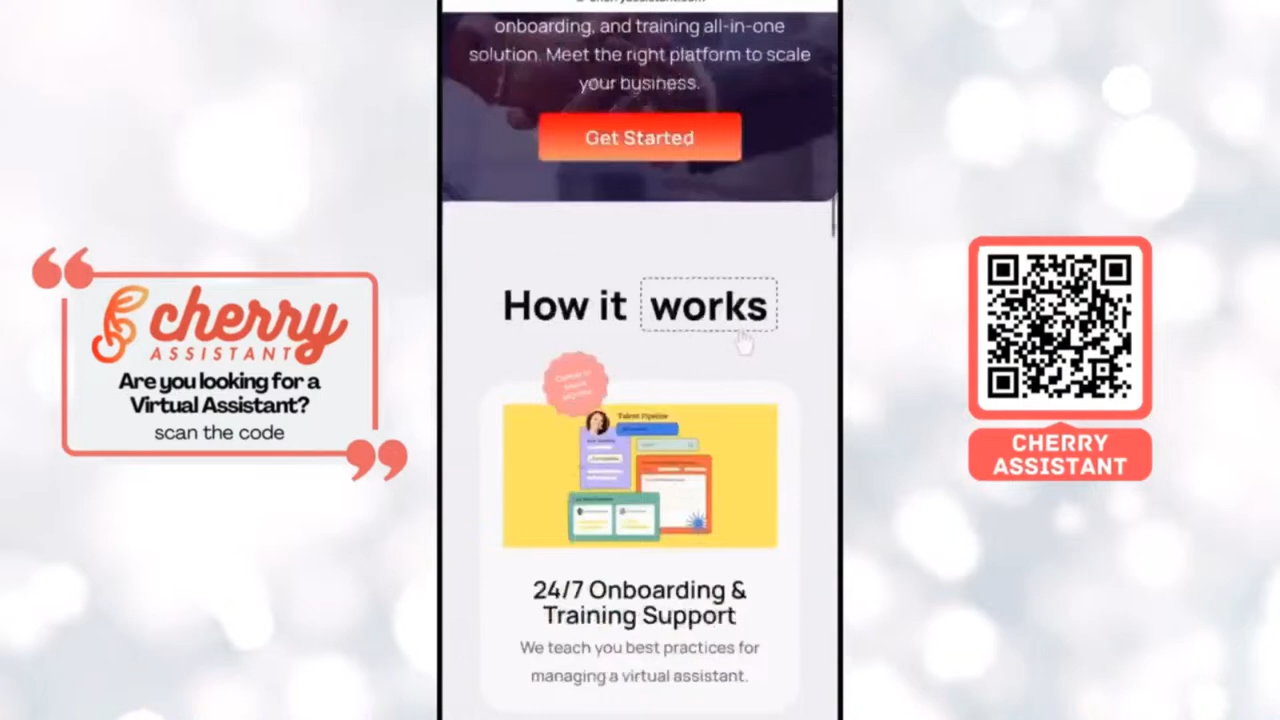 onboarding, and training all-in-one
solution. Meet the right platform to scale
your business.
Get Started
How it works
Talent Pipeline
24/7 Onboarding &
Training Support
We teach you best practices for
managing a virtual assistant.
cherry
ASSISTANT
Are you looking for a
Virtual Assistant?
scan the code
CHERRY
ASSISTANT